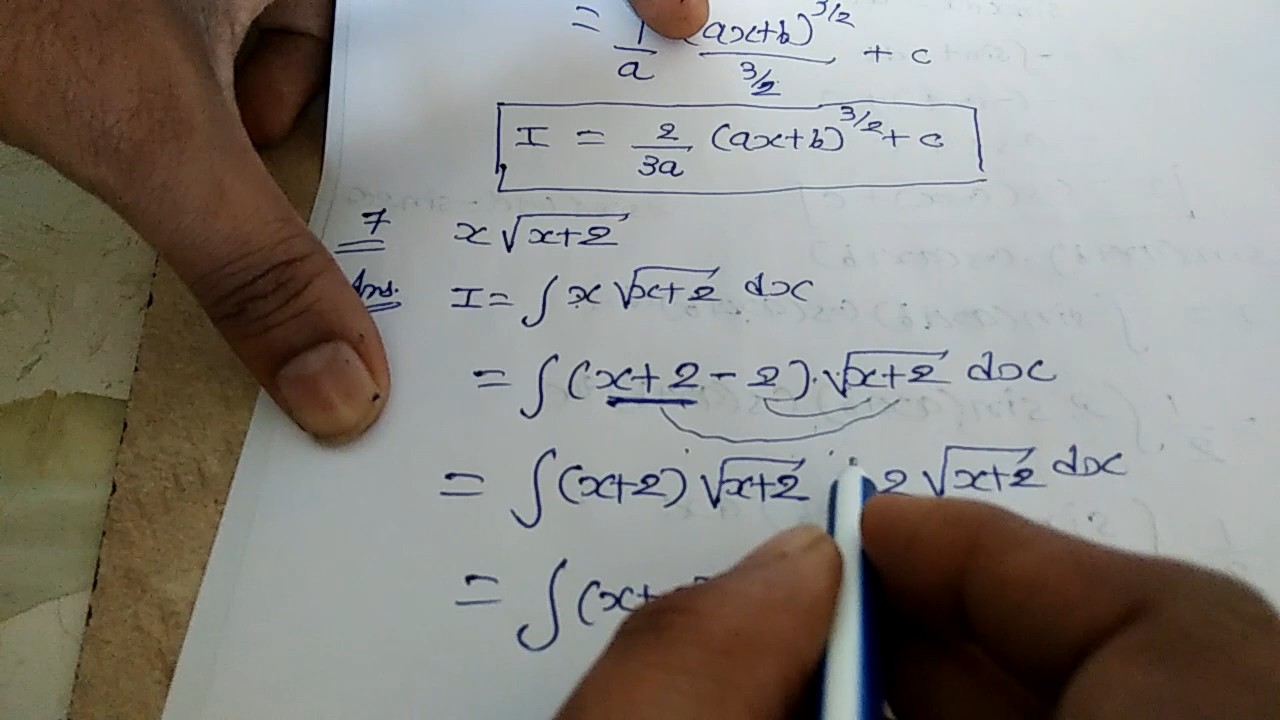 = 1/a (ax+b)^3/2 / 3/2 + c
I = 2/3a (ax+b)^3/2 + c
7 x√x+2
Ans. I = ∫ x √x+2 dx
= ∫ (x+2-2).√x+2 dx
= ∫ (x+2) √x+2 2 √x+2 dx
= ∫ (x+